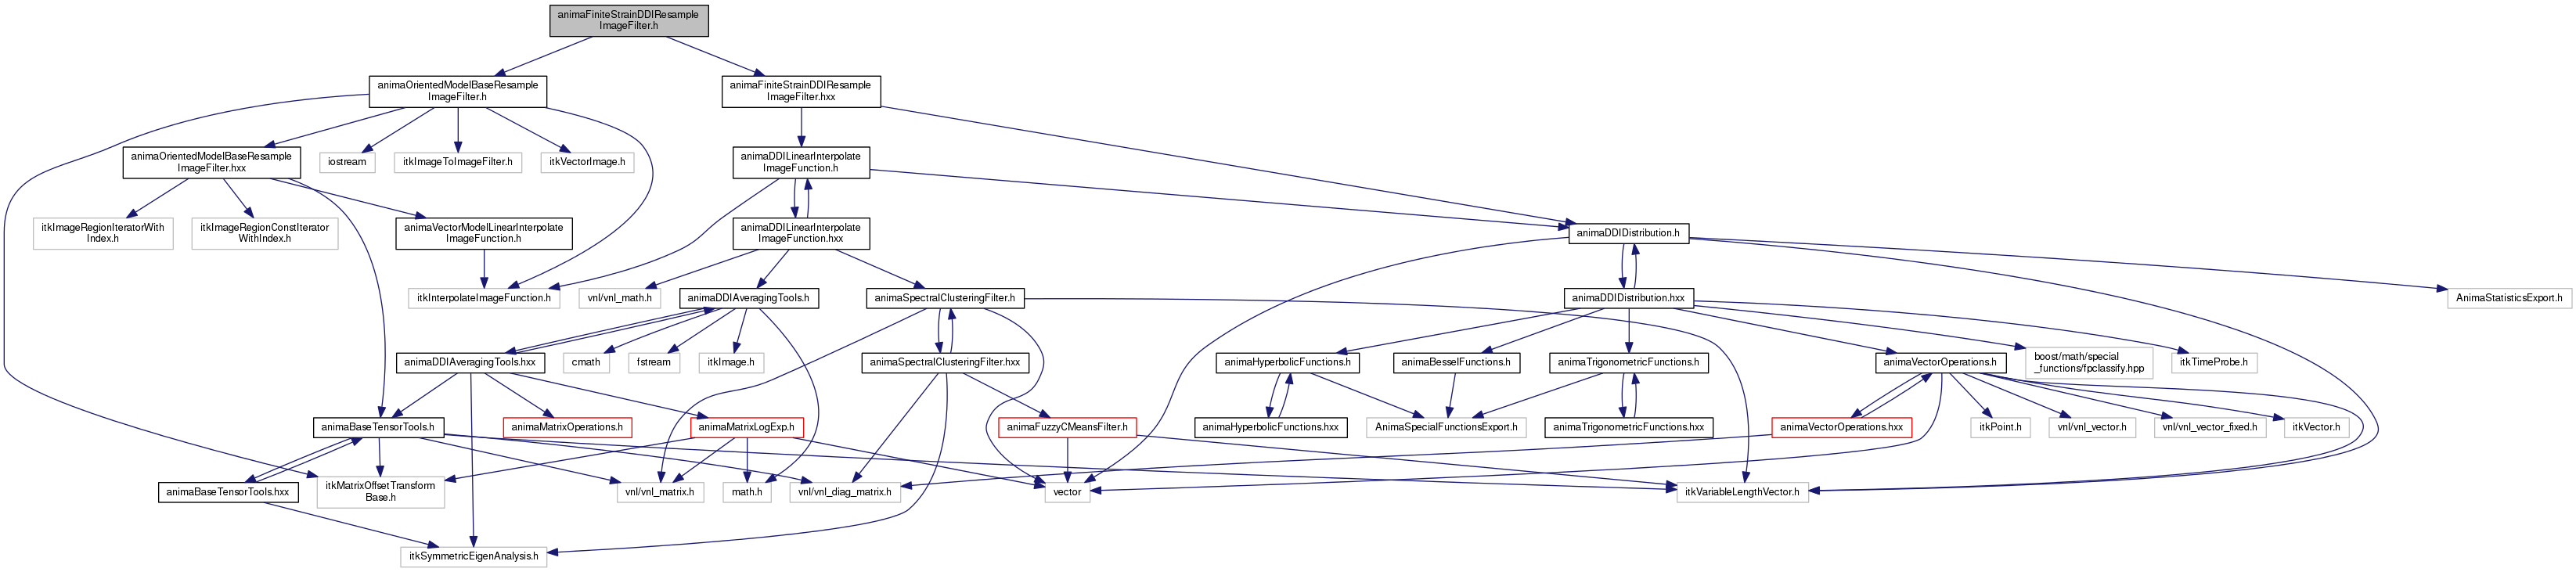 animaFiniteStrainDDIResample
ImageFilter.h
animaOrientedModelBaseResample
ImageFilter.h
animaFiniteStrainDDIResample
ImageFilter.hxx
animaOrientedModelBaseResample
ImageFilter.hxx
iostream
itkImageToImageFilter.h
itkVectorImage.h
animaDDILinearInterpolate
ImageFunction.h
itkImageRegionIteratorWith
Index.h
itkImageRegionConstIterator
WithIndex.h
animaVectorModelLinearInterpolate
ImageFunction.h
animaDDILinearInterpolate
ImageFunction.hxx
animaDDIDistribution.h
itkInterpolateImageFunction.h
vnl/vnl_math.h
animaDDIAveragingTools.h
animaSpectralClusteringFilter.h
animaDDIDistribution.hxx
AnimaStatisticsExport.h
animaDDIAveragingTools.hxx
cmath
fstream
itkImage.h
animaSpectralClusteringFilter.hxx
animaHyperbolicFunctions.h
animaBesselFunctions.h
animaTrigonometricFunctions.h
animaVectorOperations.h
boost/math/special
_functions/fpclassify.hpp
itkTimeProbe.h
animaBaseTensorTools.h
animaMatrixOperations.h
animaMatrixLogExp.h
animaFuzzyCMeansFilter.h
animaHyperbolicFunctions.hxx
AnimaSpecialFunctionsExport.h
animaTrigonometricFunctions.hxx
animaVectorOperations.hxx
itkPoint.h
vnl/vnl_vector.h
vnl/vnl_vector_fixed.h
itkVector.h
animaBaseTensorTools.hxx
itkMatrixOffsetTransform
Base.h
vnl/vnl_matrix.h
math.h
vnl/vnl_diag_matrix.h
vector
itkVariableLengthVector.h
itkSymmetricEigenAnalysis.h